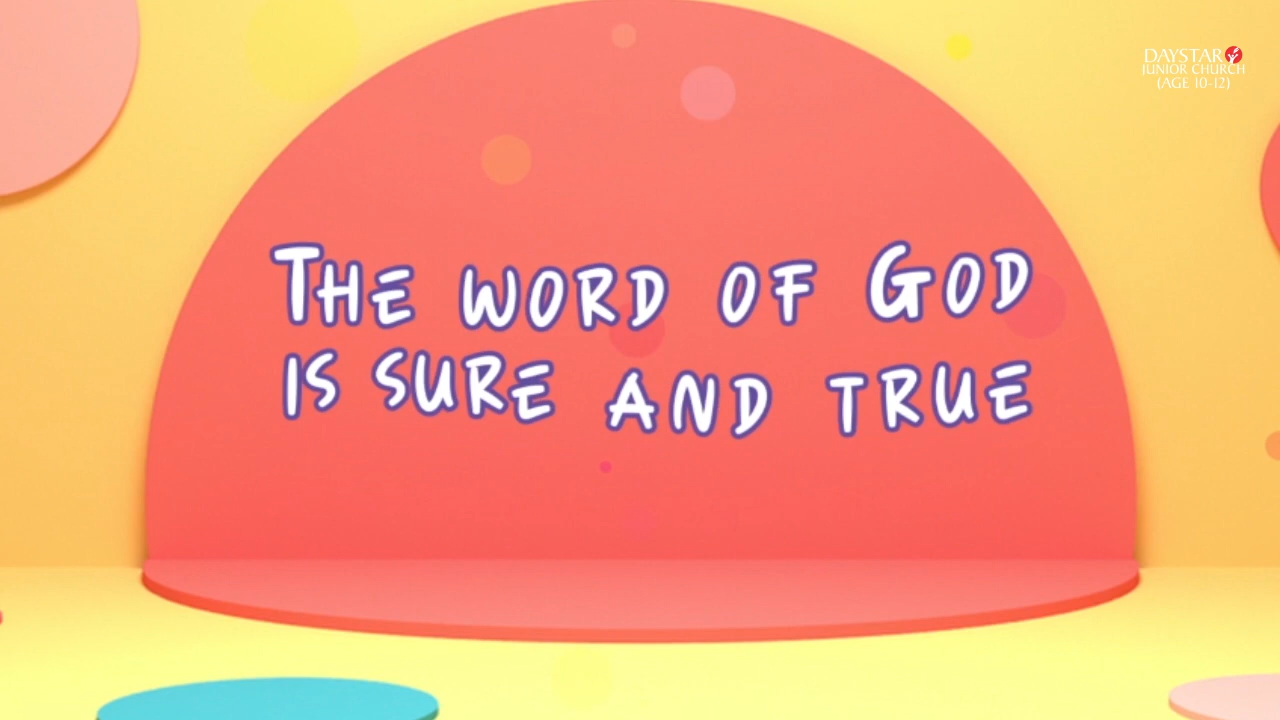 DAYSTAR
JUNIOR CHURCH
(AGE 10-12)
THE WORD OF GOD
IS SURE AND TRUE